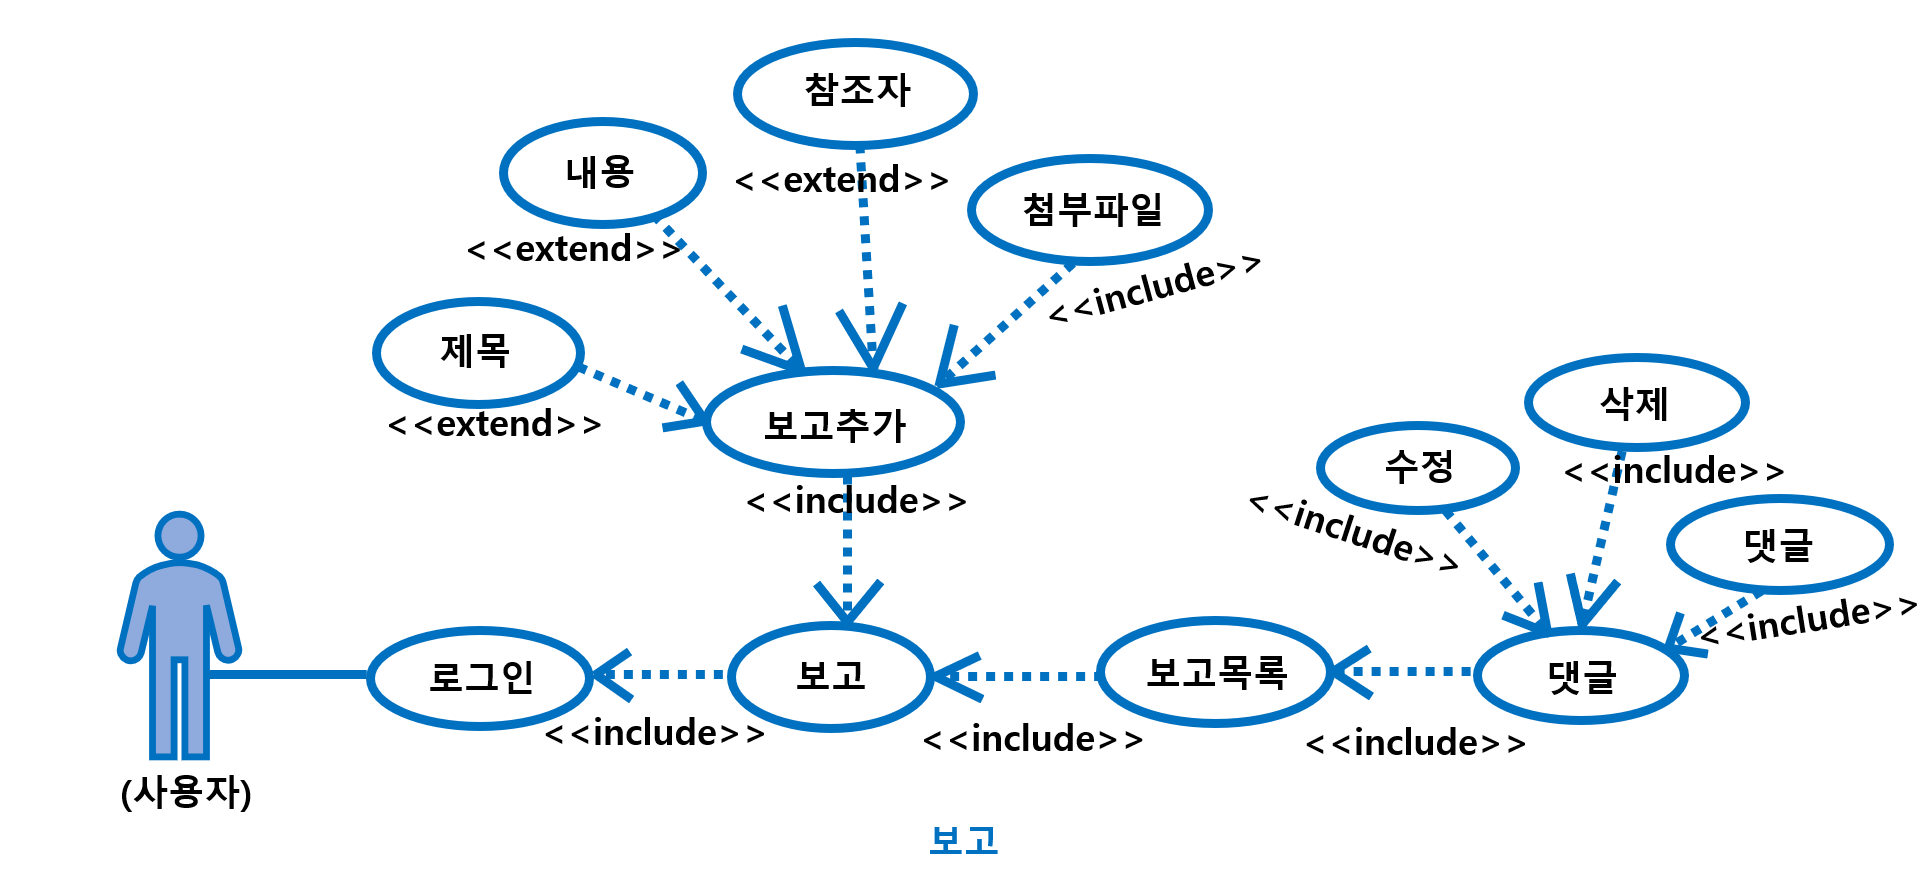 참조자
<<extend>>
내용
<<extend>>
첨부파일
<<include>>
제목
<<extend>>
보고추가
<<include>>
삭제
<<include>>
수정
<<include>>
댓글
<<include>>
로그인
<<include>>
보고
<<include>>
보고목록
<<include>>
댓글
(사용자)
보고